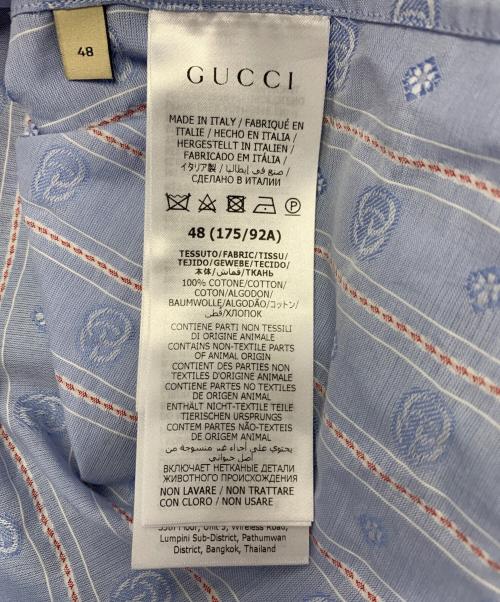 48
GUCCI
MADE IN ITALY / FABRIQUÉ EN
ITALIE / HECHO EN ITALIA /
HERGESTELLT IN ITALIEN /
FABRICADO EM ITÁLIA /
イタリア製 / صنع في إيطاليا /
СДЕЛАНО В ИТАЛИИ
P
48 (175/92A)
TESSUTO/FABRIC/TISSU/
TEJIDO/GEWEBE/TECIDO/
本体/قماش/ТКАНЬ
100% COTONE/COTTON/
COTON/ALGODON/
BAUMWOLLE/ALGODÃO/コットン/
قطن/ХЛОПОК
CONTIENE PARTI NON TESSILI
DI ORIGINE ANIMALE
CONTAINS NON-TEXTILE PARTS
OF ANIMAL ORIGIN
CONTIENT DES PARTIES NON
TEXTILES D'ORIGINE ANIMALE
CONTIENE PARTES NO TEXTILES
DE ORIGEN ANIMAL
ENTHÄLT NICHT-TEXTILE TEILE
TIERISCHEN URSPRUNGS
CONTEM PARTES NÃO-TEXTEIS
DE ORIGEM ANIMAL
يحتوي على أجزاء غير منسوجة من
أصل حيواني
ВКЛЮЧАЕТ НЕТКАНЫЕ ДЕТАЛИ
ЖИВОТНОГО ПРОИСХОЖДЕНИЯ
NON LAVARE / NON TRATTARE
CON CLORO / NON USARE
35th Floor, Unit 3, Wireless Road,
Lumpini Sub-District, Pathumwan
District, Bangkok, Thailand